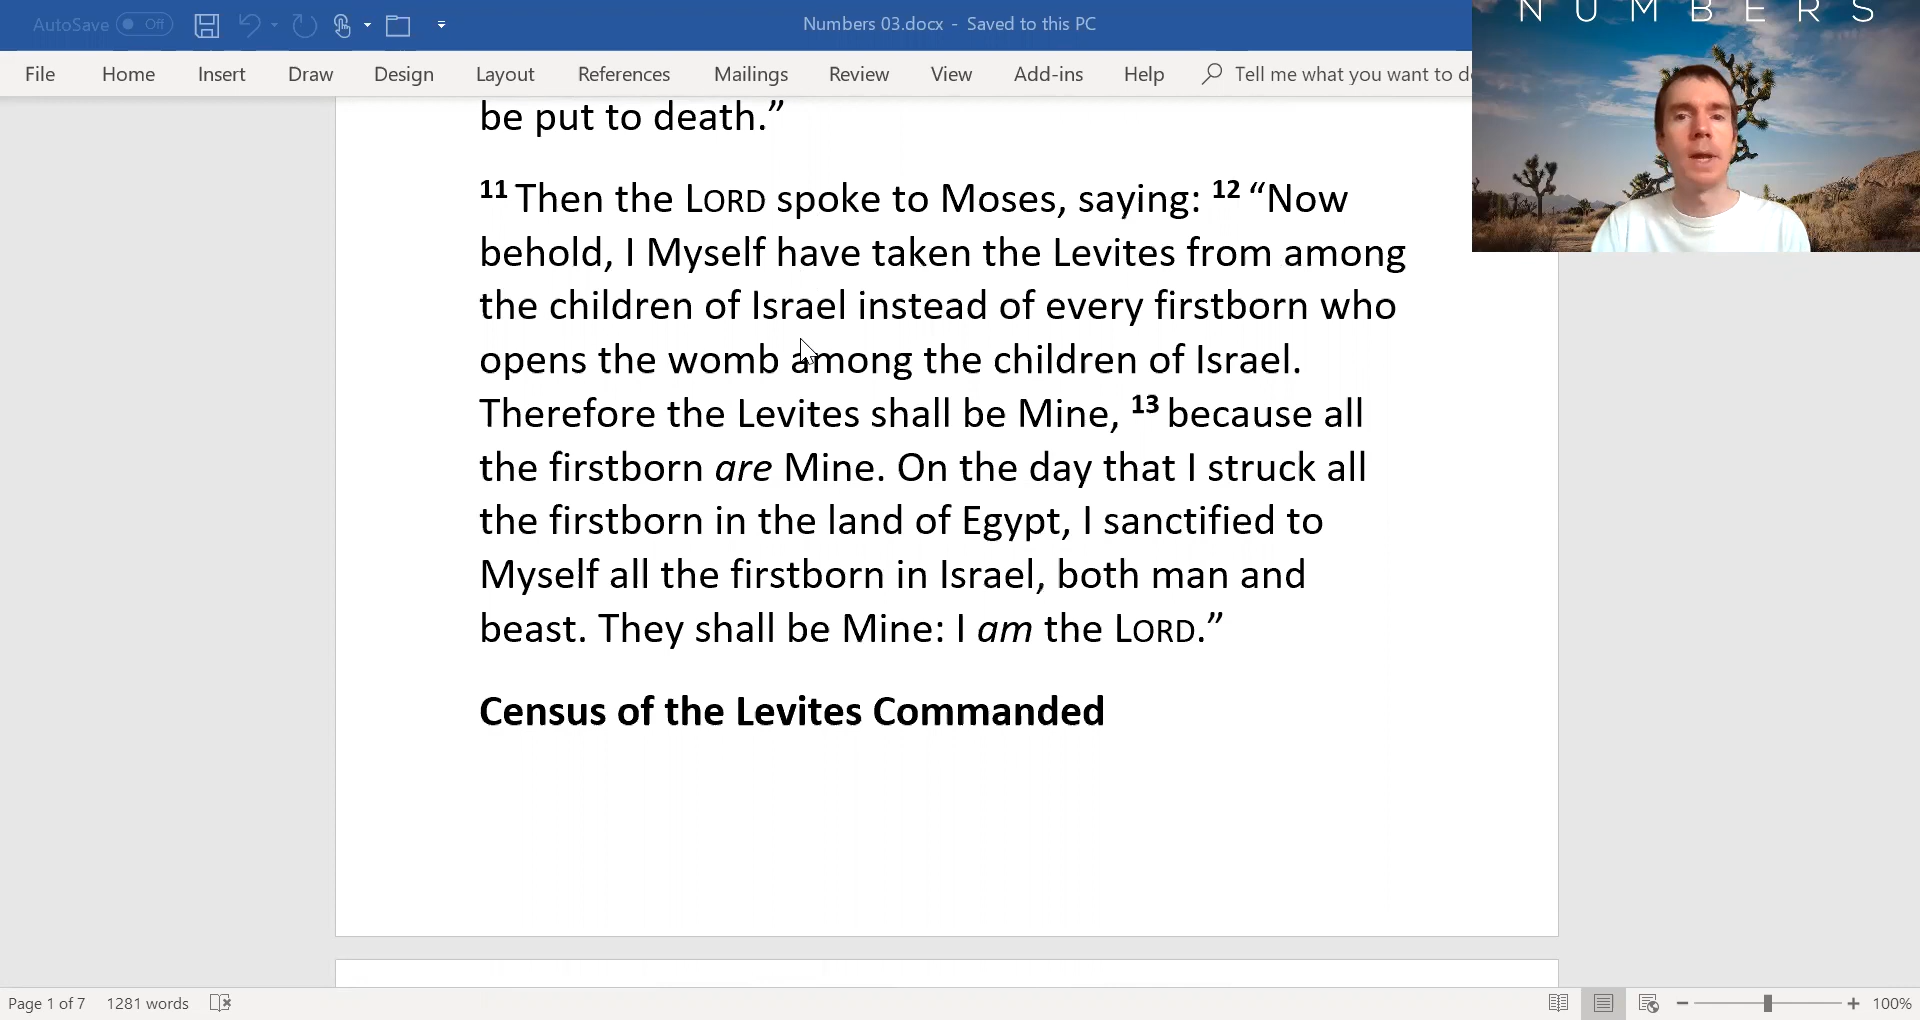 AutoSave Off
Numbers 03.docx - Saved to this PC
NUMBERS
File Home Insert Draw Design Layout References Mailings Review View Add-ins Help Tell me what you want to d
be put to death.”
11 Then the LORD spoke to Moses, saying: 12 “Now
behold, I Myself have taken the Levites from among
the children of Israel instead of every firstborn who
opens the womb among the children of Israel.
Therefore the Levites shall be Mine, 13 because all
the firstborn are Mine. On the day that I struck all
the firstborn in the land of Egypt, I sanctified to
Myself all the firstborn in Israel, both man and
beast. They shall be Mine: I am the LORD.”
Census of the Levites Commanded
Page 1 of 7 1281 words 100%